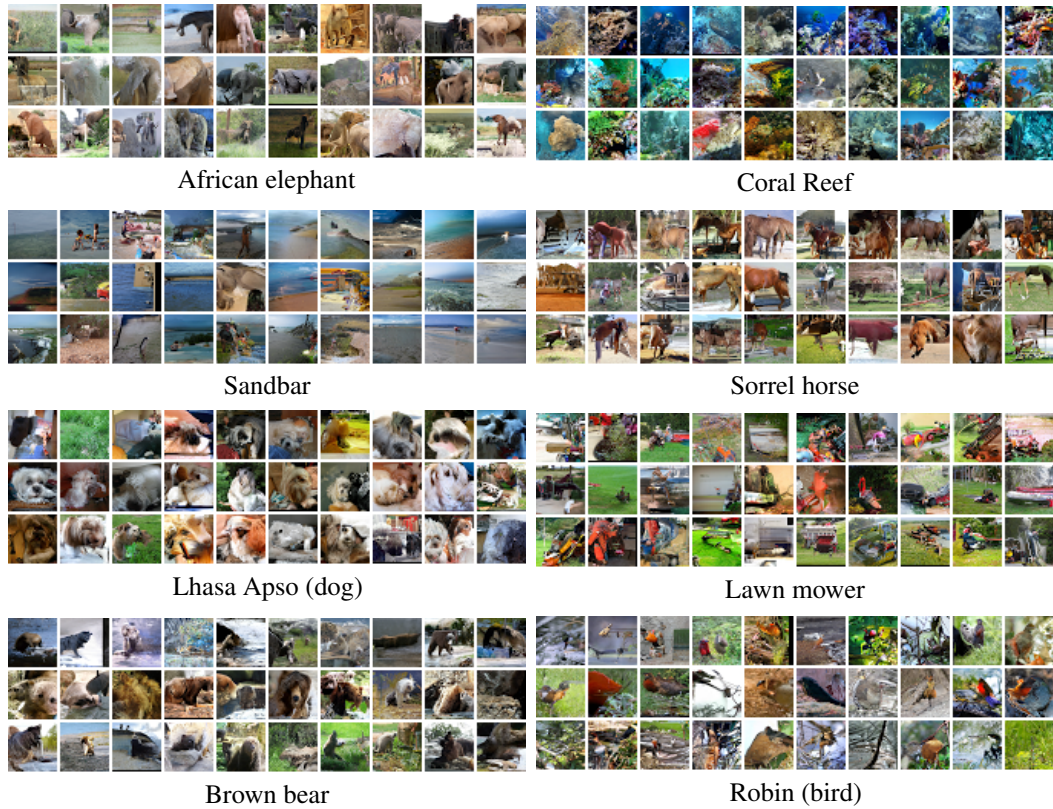 African elephant
Coral Reef
Sandbar
Sorrel horse
Lhasa Apso (dog)
Lawn mower
Brown bear
Robin (bird)